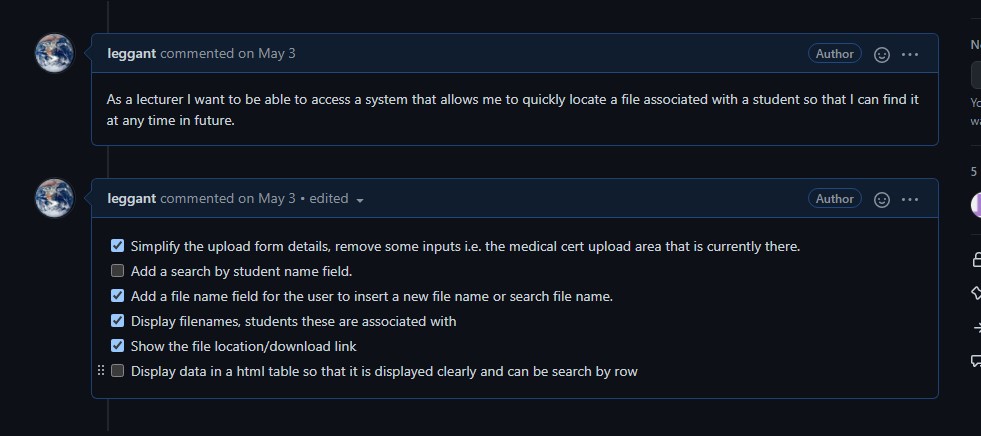 leggant commented on May 3
Author
As a lecturer I want to be able to access a system that allows me to quickly locate a file associated with a student so that I can find it
at any time in future.
leggant commented on May 3 • edited
Author
Simplify the upload form details, remove some inputs i.e. the medical cert upload area that is currently there.
Add a search by student name field.
Add a file name field for the user to insert a new file name or search file name.
Display filenames, students these are associated with
Show the file location/download link
Display data in a html table so that it is displayed clearly and can be search by row
5